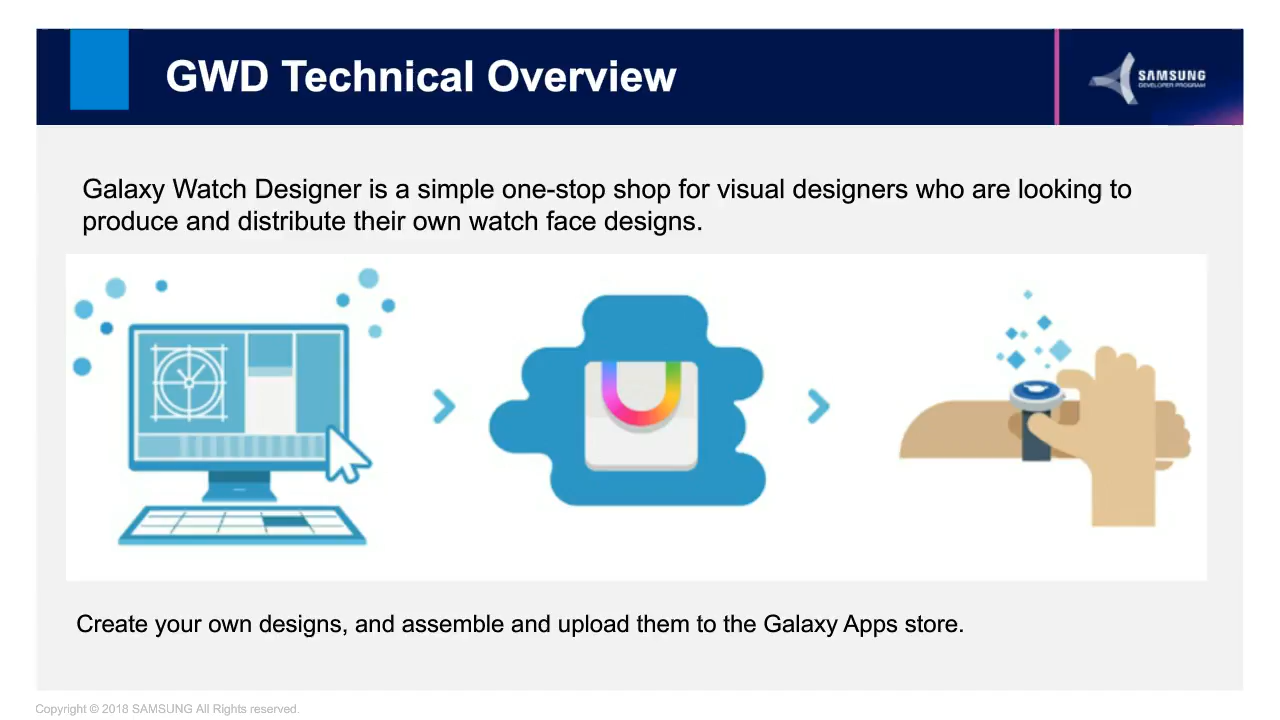 GWD Technical Overview
SAMSUNG
DEVELOPER PROGRAM
Galaxy Watch Designer is a simple one-stop shop for visual designers who are looking to
produce and distribute their own watch face designs.
Create your own designs, and assemble and upload them to the Galaxy Apps store.
Copyright © 2018 SAMSUNG All Rights reserved.